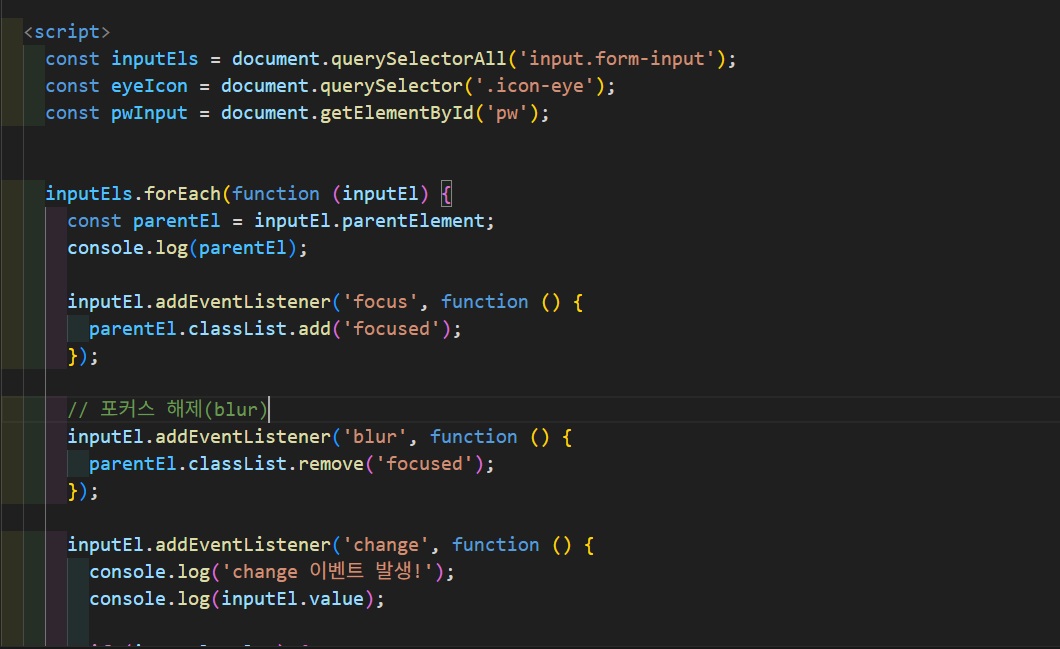 <script>
const inputEls = document.querySelectorAll('input.form-input');
const eyeIcon = document.querySelector('.icon-eye');
const pwInput = document.getElementById('pw');
inputEls.forEach(function (inputEl) {
const parentEl = inputEl.parentElement;
console.log(parentEl);
inputEl.addEventListener('focus', function () {
parentEl.classList.add('focused');
});
// 포커스 해제(blur)
inputEl.addEventListener('blur', function () {
parentEl.classList.remove('focused');
});
inputEl.addEventListener('change', function () {
console.log('change 이벤트 발생!');
console.log(inputEl.value);